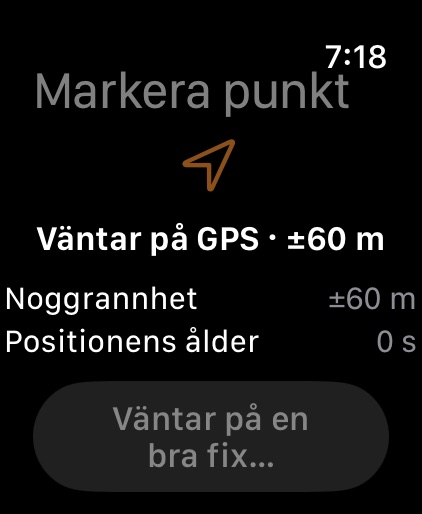 7:18
Markera punkt
Väntar på GPS · ±60 m
Noggrannhet ±60 m
Positionens ålder 0 s
Väntar på en
bra fix...